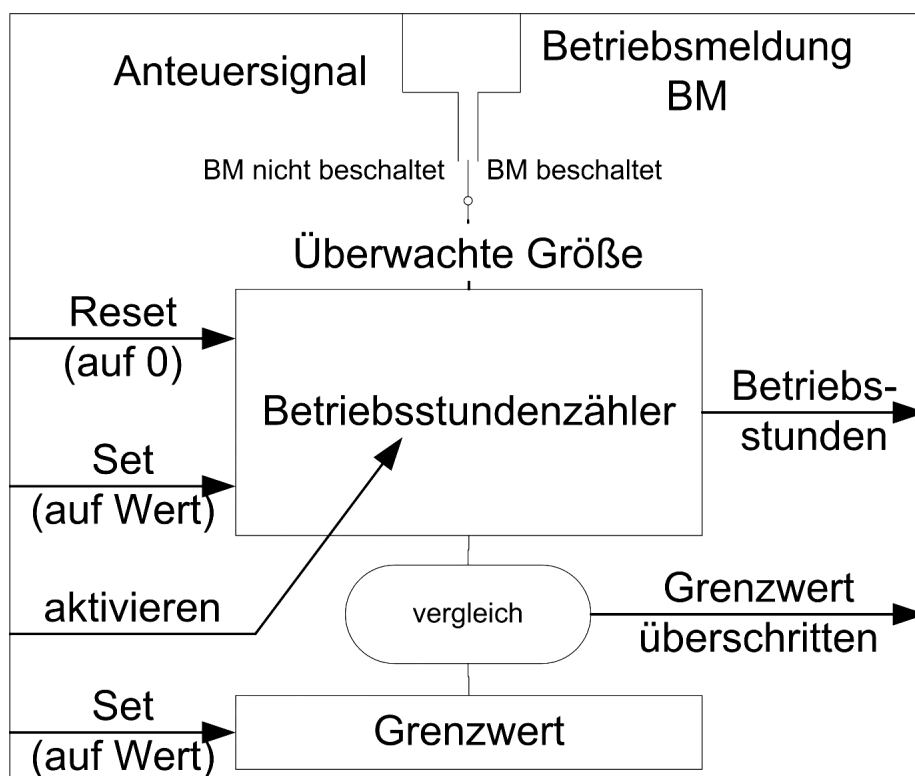 Anteuersignal
Betriebsmeldung
BM
BM nicht beschaltet
BM beschaltet
Überwachte Größe
Reset
(auf 0)
Betriebsstundenzähler
Betriebs-
stunden
Set
(auf Wert)
aktivieren
vergleich
Grenzwert
überschritten
Set
(auf Wert)
Grenzwert